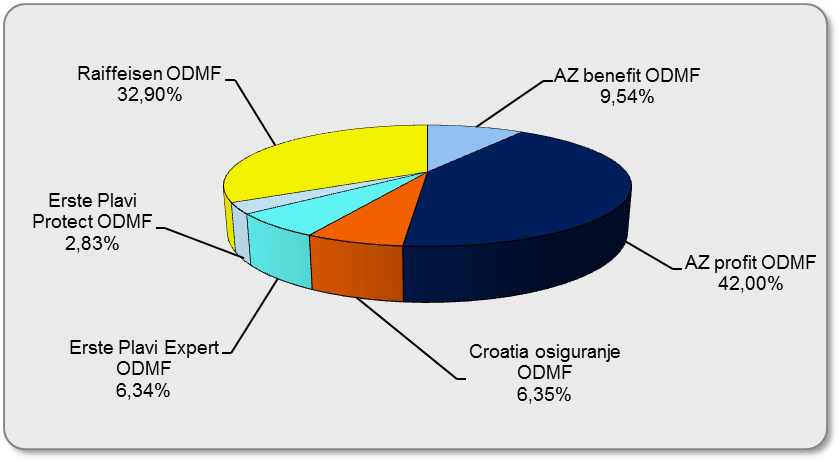 Raiffeisen ODMF
32,90%
AZ benefit ODMF
9,54%
Erste Plavi
Protect ODMF
2,83%
AZ profit ODMF
42,00%
Erste Plavi Expert
ODMF
6,34%
Croatia osiguranje
ODMF
6,35%